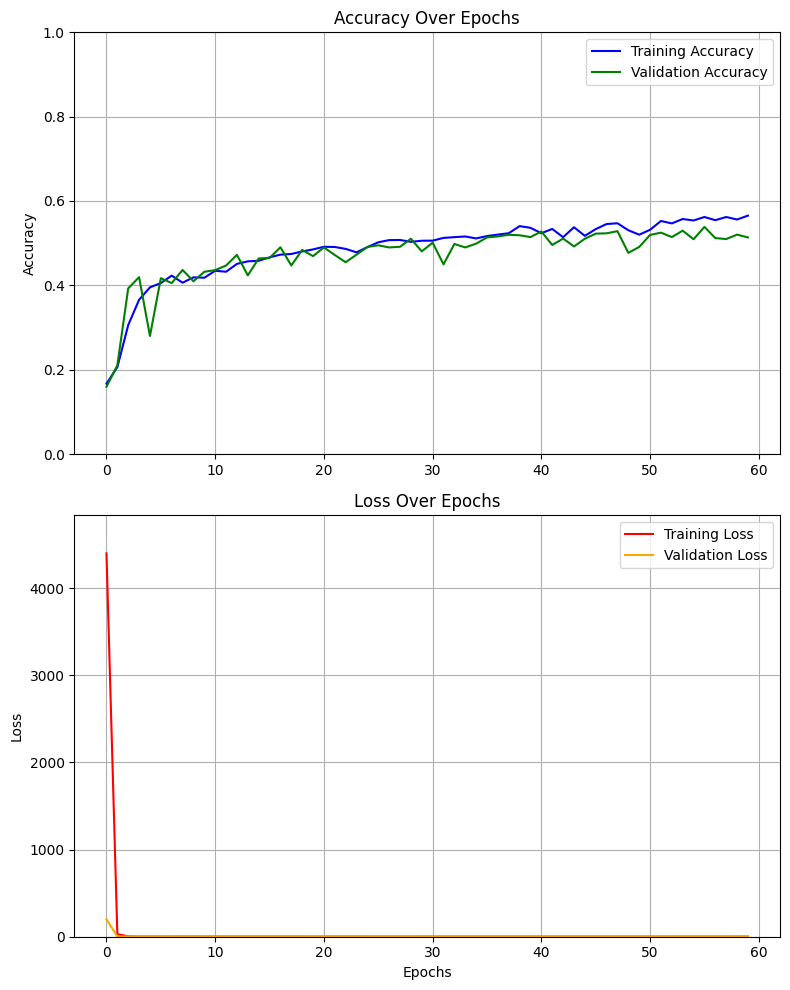 Accuracy Over Epochs
1.0
Training Accuracy
Validation Accuracy
0.8
0.6
Accuracy
0.4
0.2
0.0
0 10 20 30 40 50 60
Loss Over Epochs
Training Loss
Validation Loss
4000
3000
Loss
2000
1000
0
0 10 20 30 40 50 60
Epochs